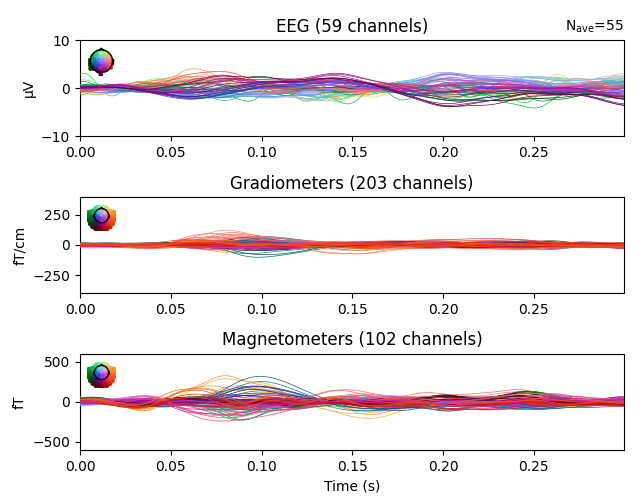 EEG (59 channels)
Nave=55
10
0
−10
μV
0.00 0.05 0.10 0.15 0.20 0.25
Gradiometers (203 channels)
250
0
−250
fT/cm
0.00 0.05 0.10 0.15 0.20 0.25
Magnetometers (102 channels)
500
0
−500
fT
0.00 0.05 0.10 0.15 0.20 0.25
Time (s)